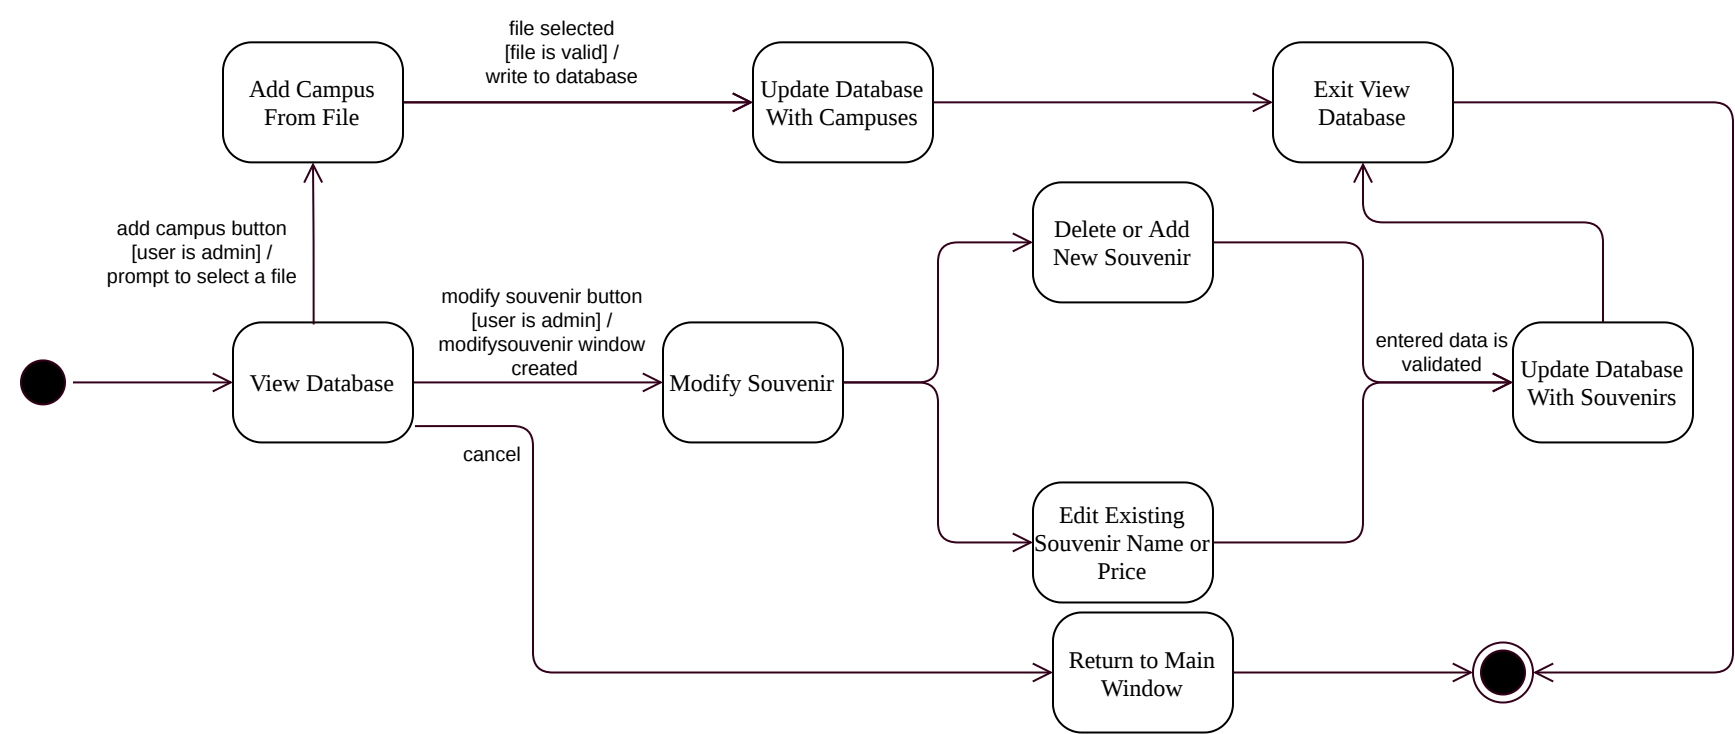 file selected
[file is valid] /
write to database
Add Campus
From File
Update Database
With Campuses
Exit View
Database
add campus button
[user is admin] /
prompt to select a file
Delete or Add
New Souvenir
modify souvenir button
[user is admin] /
modifysouvenir window
created
View Database
Modify Souvenir
entered data is
validated
Update Database
With Souvenirs
cancel
Edit Existing
Souvenir Name or
Price
Return to Main
Window